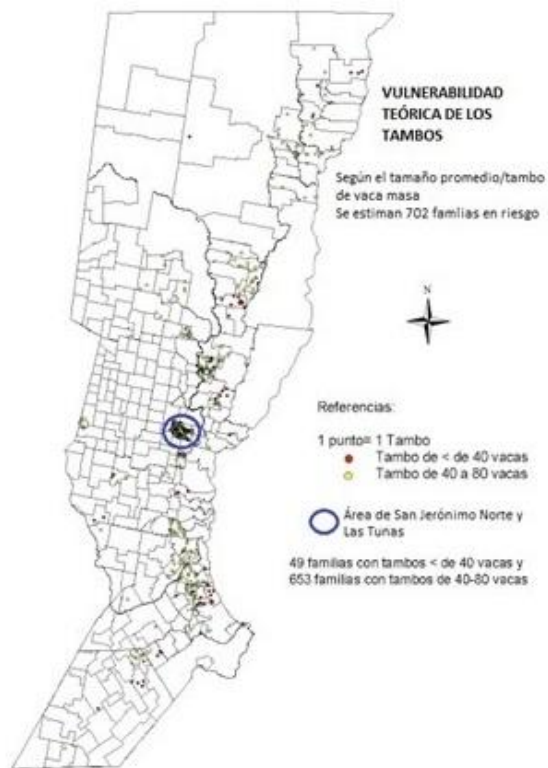 VULNERABILIDAD
TEÓRICA DE LOS
TAMBOS
Según el tamaño promedio/tambo
de vaca masa
Se estiman 702 famlias en riesgo
N
Referencias:
1 punto= 1 Tambo
Tambo de < de 40 vacas
Tambo de 40 a 80 vacas
Área de San Jerónimo Norte y
Las Tunas
49 familias con tambos < de 40 vacas y
653 familias con tambos de 40-80 vacas